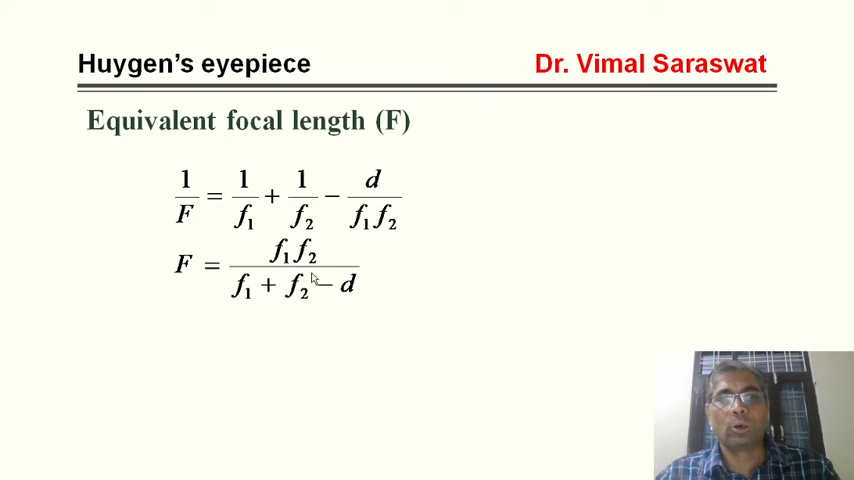 Huygen's eyepiece Dr. Vimal Saraswat
Equivalent focal length (F)
1/F = 1/f₁ + 1/f₂ − d/f₁f₂
F = f₁f₂/f₁ + f₂ − d